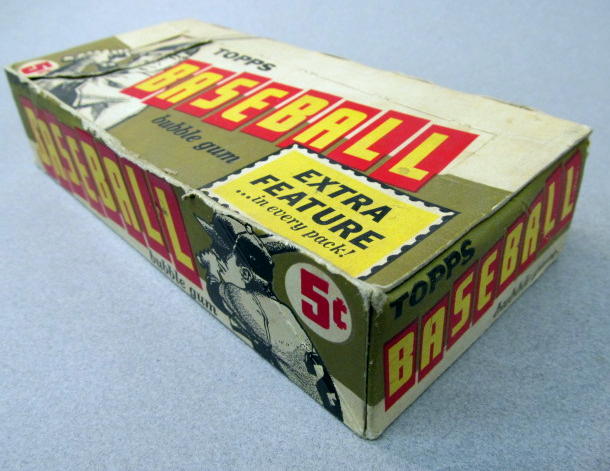 TOPPS
5¢
BASEBALL
bubble gum
EXTRA
FEATURE
...in every pack!
BASEBALL
bubble gum
5¢
TOPPS
BASEBALL
bubble gum